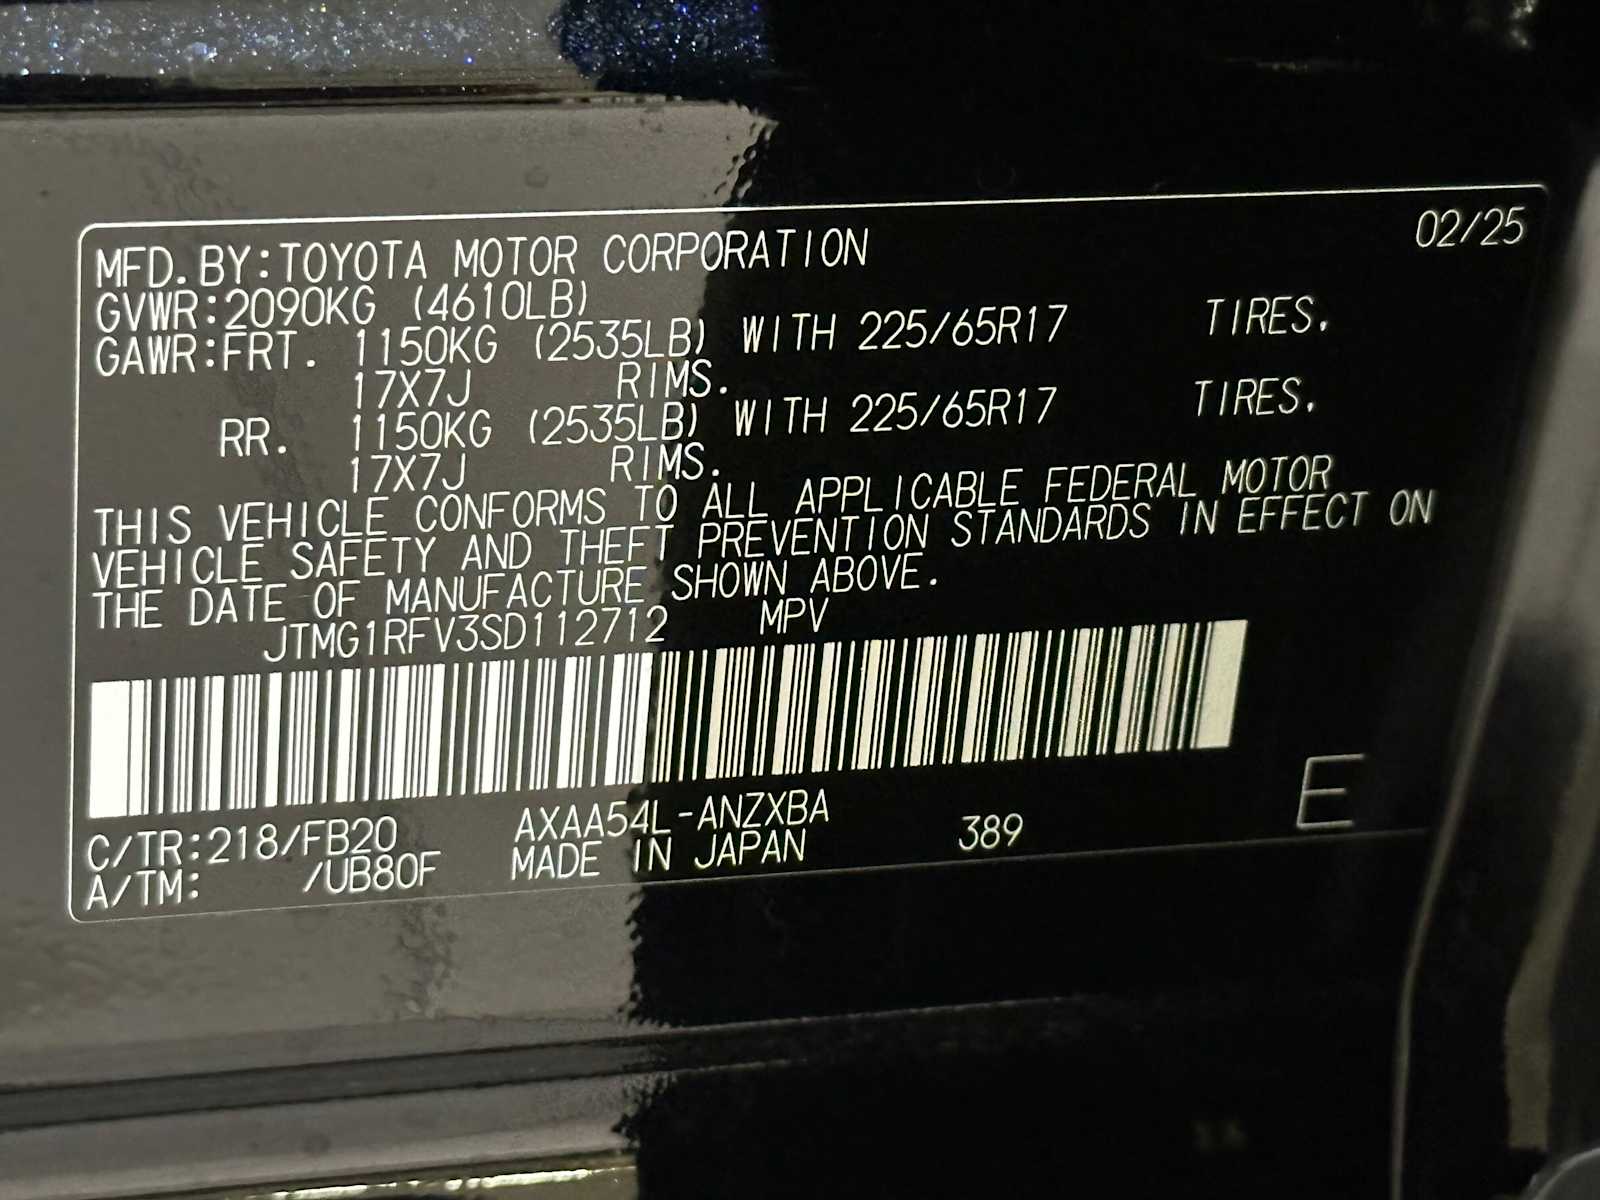 02/25
MFD.BY:TOYOTA MOTOR CORPORATION
GVWR:2090KG (4610LB)
GAWR:FRT. 1150KG (2535LB) WITH 225/65R17 TIRES.
17X7J RIMS.
RR. 1150KG (2535LB) WITH 225/65R17 TIRES.
17X7J RIMS.
THIS VEHICLE CONFORMS TO ALL APPLICABLE FEDERAL MOTOR
VEHICLE SAFETY AND THEFT PREVENTION STANDARDS IN EFFECT ON
THE DATE OF MANUFACTURE SHOWN ABOVE.
JTMG1RFV3SD112712 MPV
C/TR:218/FB20 AXAA54L-ANZXBA
A/TM: /UB80F MADE IN JAPAN 389
E